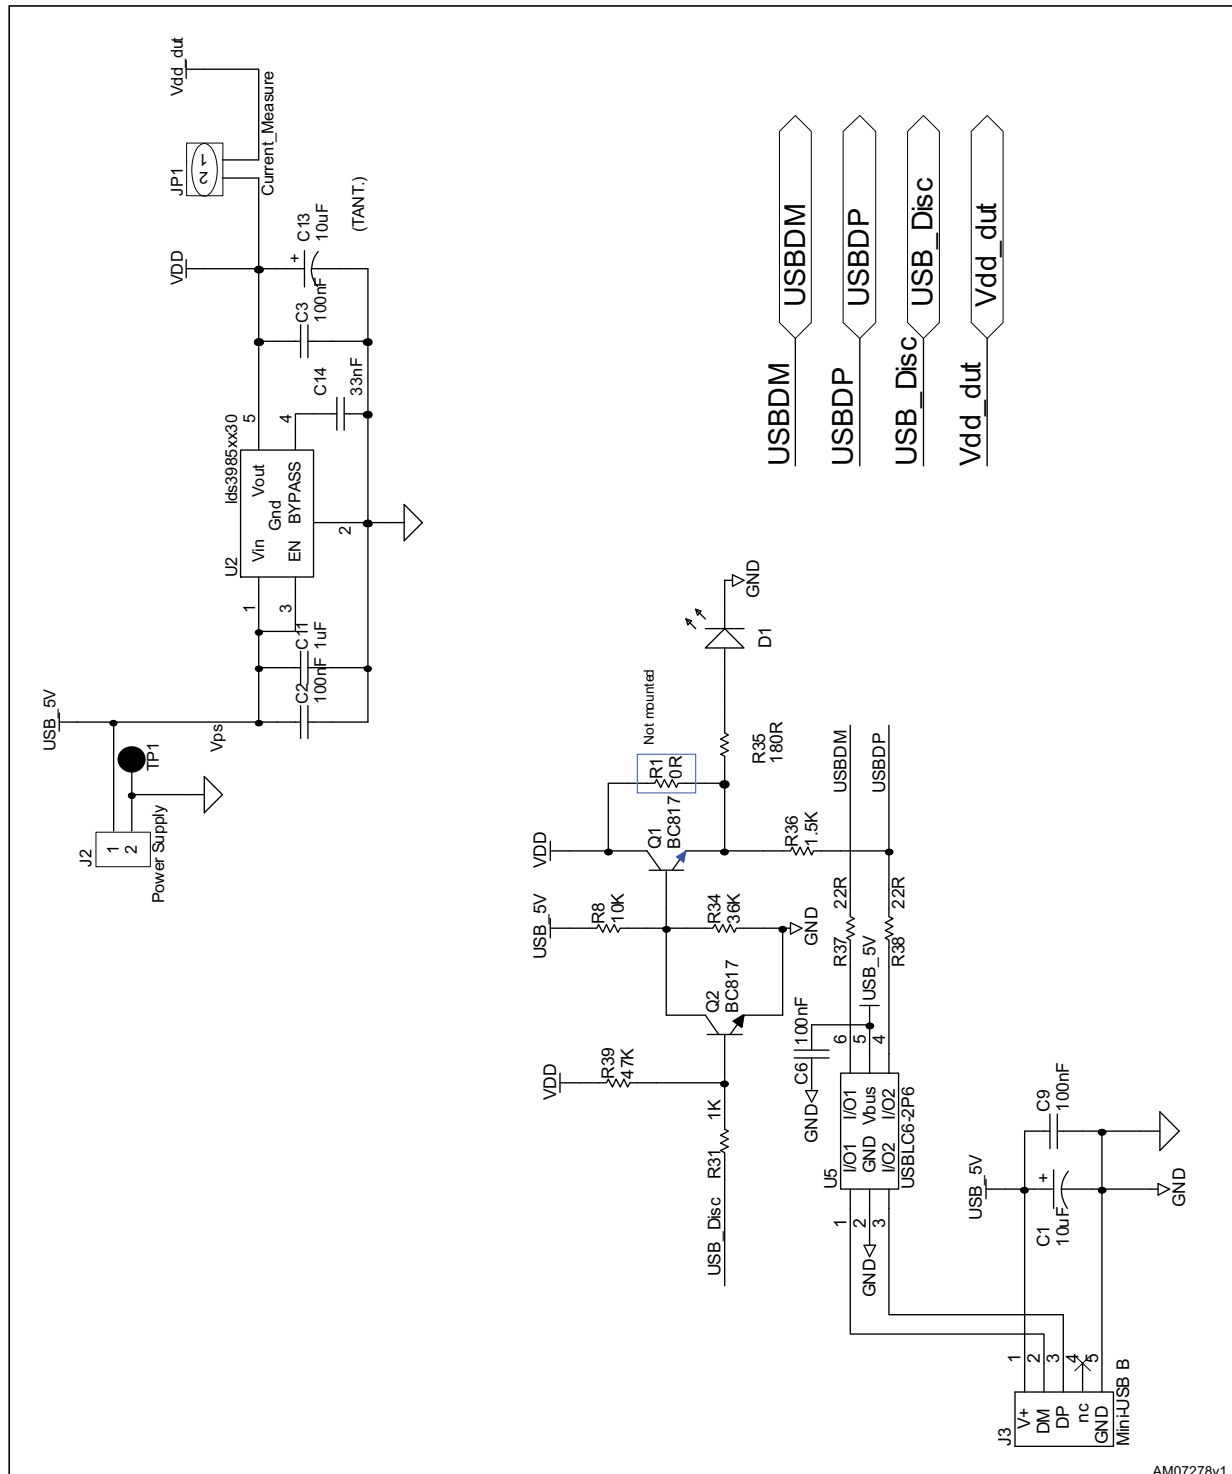 J2
1
2
Power Supply
TP1
USB_5V
Vps
C2
100nF
C11
1uF
1
3
U2
lds3985xx30
Vin
Vout
Gnd
EN
BYPASS
5
4
2
C14
33nF
C3
100nF
C13
10uF
+
(TANT.)
VDD
JP1
2
1
Current_Measure
Vdd_dut
USB_Disc
R31
1K
VDD
R39
47K
Q2
BC817
USB_5V
R8
10K
R34
36K
GND
VDD
Q1
BC817
R1
0R
Not mounted
R35
180R
D1
GND
R36
1.5K
USBDM
USBDP
R37
22R
R38
22R
USB_5V
C6
100nF
GND
U5
I/O1
I/O1
GND
Vbus
I/O2
I/O2
USBLC6-2P6
1
2
3
6
5
4
GND
J3
V+
DM
DP
nc
GND
Mini-USB B
1
2
3
4
5
USB_5V
C1
10uF
+
C9
100nF
GND
USBDM
USBDM
USBDP
USBDP
USB_Disc
USB_Disc
Vdd_dut
Vdd_dut
AM07278v1